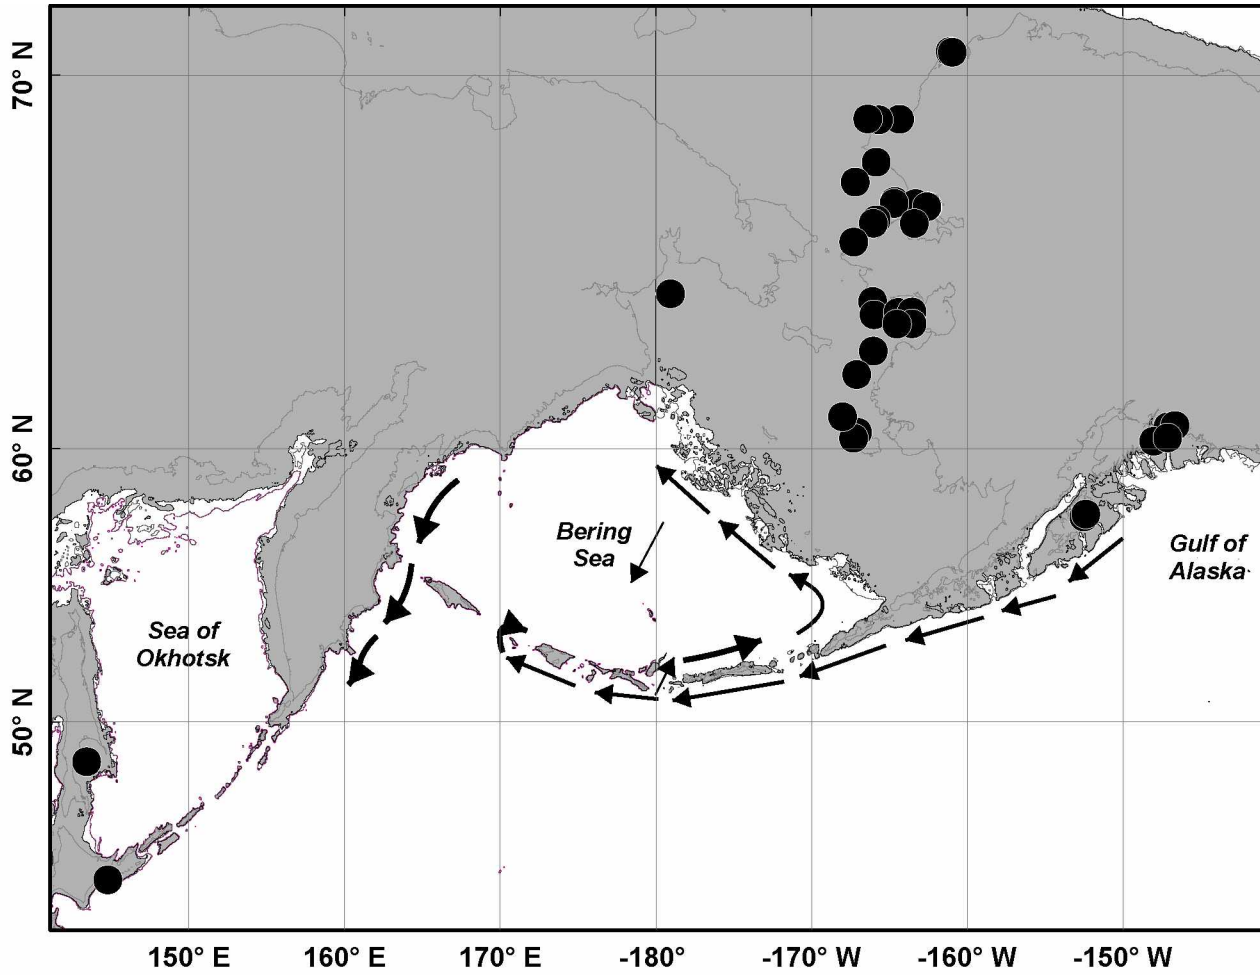 70° N
60° N
50° N
Bering
Sea
Gulf of
Alaska
Sea of
Okhotsk
150° E
160° E
170° E
-180°
-170° W
-160° W
-150° W